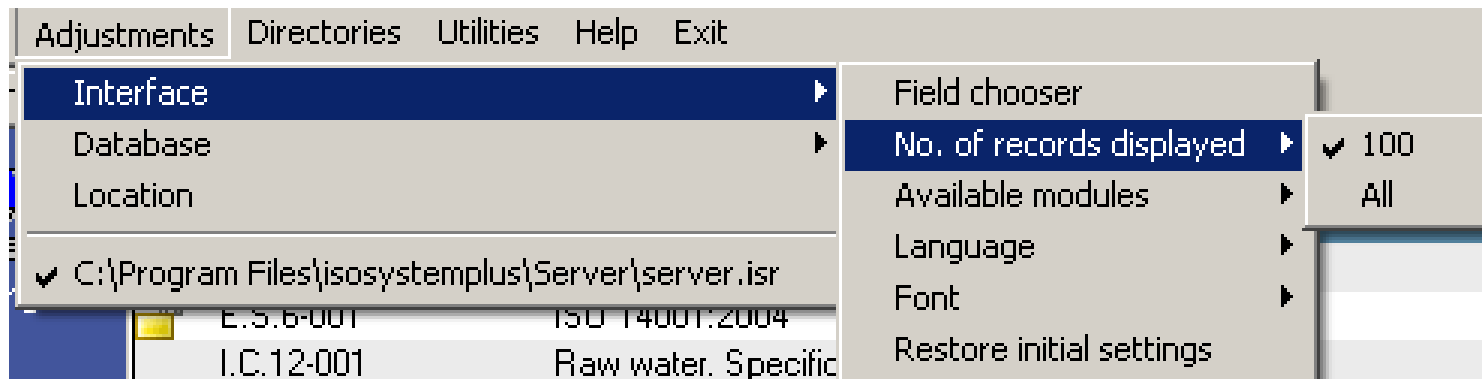 Adjustments Directories Utilities Help Exit
Interface
Database
Location
C:\Program Files\isosystemplus\Server\server.isr
Field chooser
No. of records displayed
Available modules
Language
Font
Restore initial settings
100
All
E.S.6-001 ISO 14001:2004
I.C.12-001 Raw water. Specific